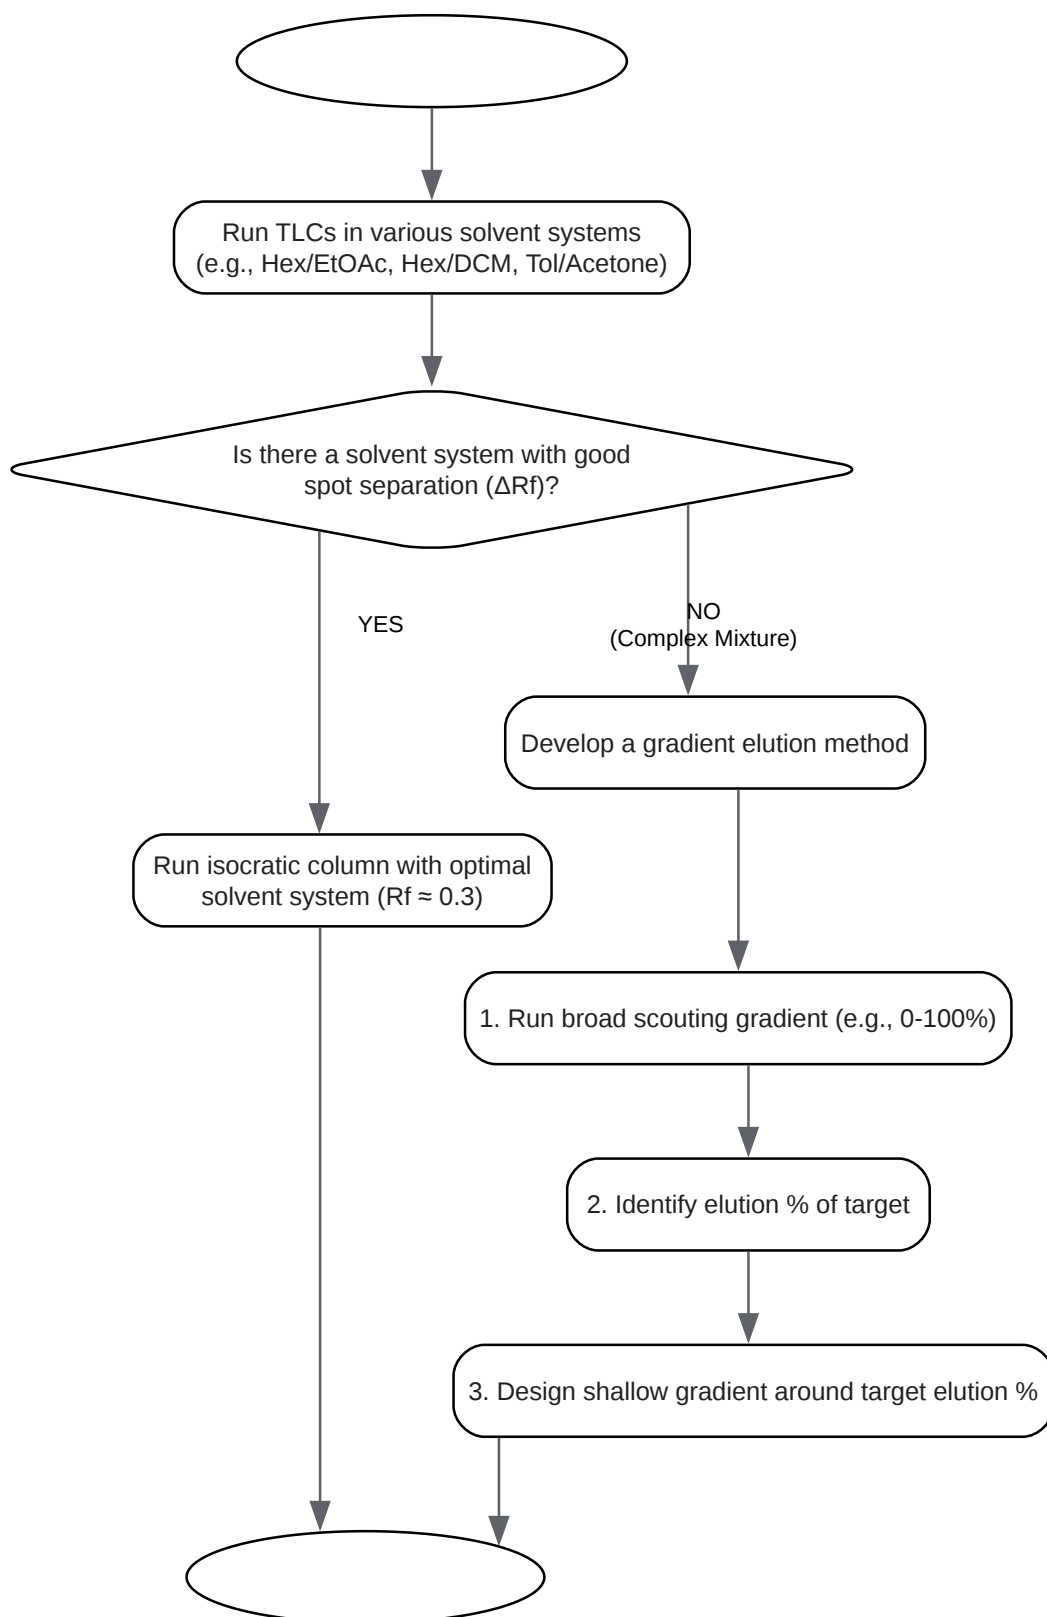 Run TLCs in various solvent systems
(e.g., Hex/EtOAc, Hex/DCM, Tol/Acetone)
Is there a solvent system with good
spot separation (ΔRf)?
YES
NO
(Complex Mixture)
Develop a gradient elution method
Run isocratic column with optimal
solvent system (Rf ≈ 0.3)
1. Run broad scouting gradient (e.g., 0-100%)
2. Identify elution % of target
3. Design shallow gradient around target elution %